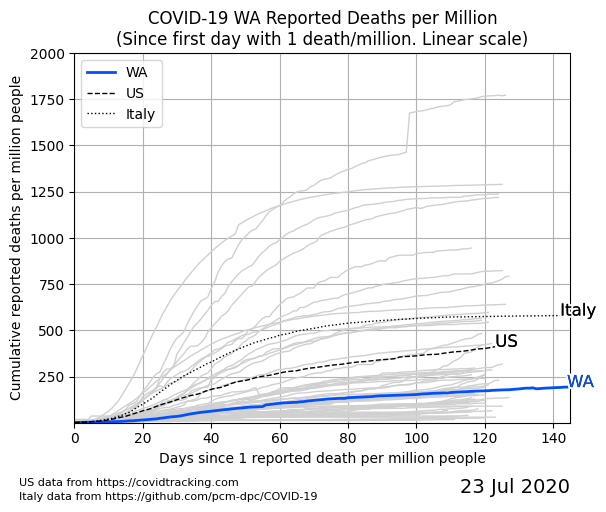 COVID-19 WA Reported Deaths per Million
(Since first day with 1 death/million. Linear scale)
Cumulative reported deaths per million people
2000
1750
1500
1250
1000
750
500
250
WA
US
Italy
Italy
US
WA
0
20
40
60
80
100
120
140
Days since 1 reported death per million people
US data from https://covidtracking.com
Italy data from https://github.com/pcm-dpc/COVID-19
23 Jul 2020